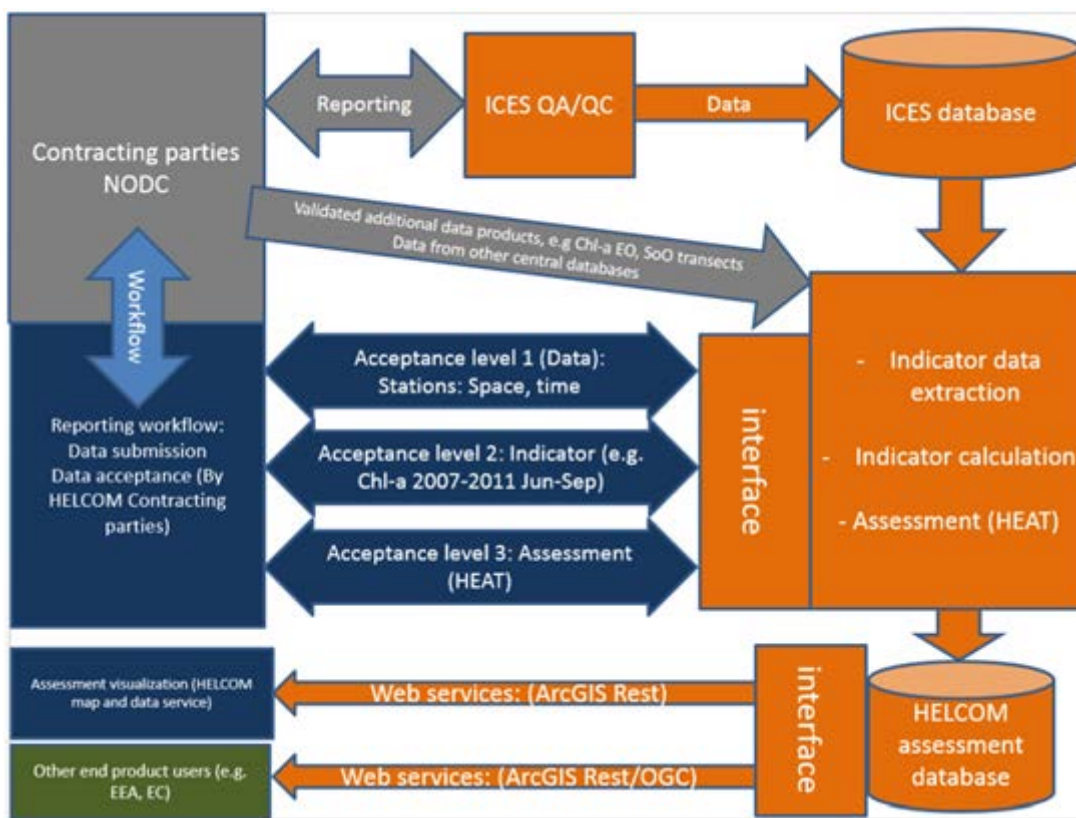 Reporting
ICES QA/QC
Data
ICES database
Contracting parties
NODC
Validated additional data products, e.g Chl-a EO, SoO transects
Data from other central databases
Workflow
Acceptance level 1 (Data):
Stations: Space, time
Reporting workflow:
Data submission
Data acceptance (By
HELCOM Contracting
parties)
Acceptance level 2: Indicator (e.g.
Chl-a 2007-2011 Jun-Sep)
Acceptance level 3: Assessment
(HEAT)
interface
- Indicator data
extraction
- Indicator calculation
- Assessment (HEAT)
Assessment visualization (HELCOM
map and data service)
Web services: (ArcGIS Rest)
interface
HELCOM
assessment
database
Other end product users (e.g.
EEA, EC)
Web services: (ArcGIS Rest/OGC)